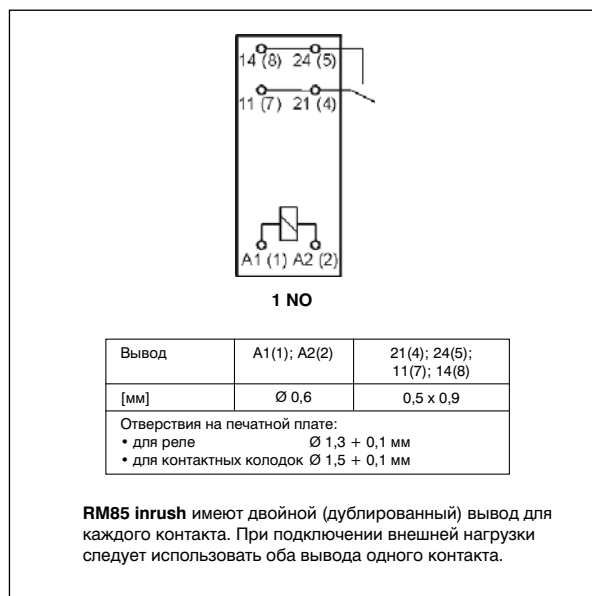 14 (8) 24 (5)
11 (7) 21 (4)
A1 (1) A2 (2)
1 NO
Вывод A1(1); A2(2) 21(4); 24(5);
11(7); 14(8)
[мм] Ø 0,6 0,5 x 0,9
Отверствия на печатной плате:
• для реле Ø 1,3 + 0,1 мм
• для контактных колодок Ø 1,5 + 0,1 мм
RM85 inrush имеют двойной (дублированный) вывод для
каждого контакта. При подключении внешней нагрузки
следует использовать оба вывода одного контакта.